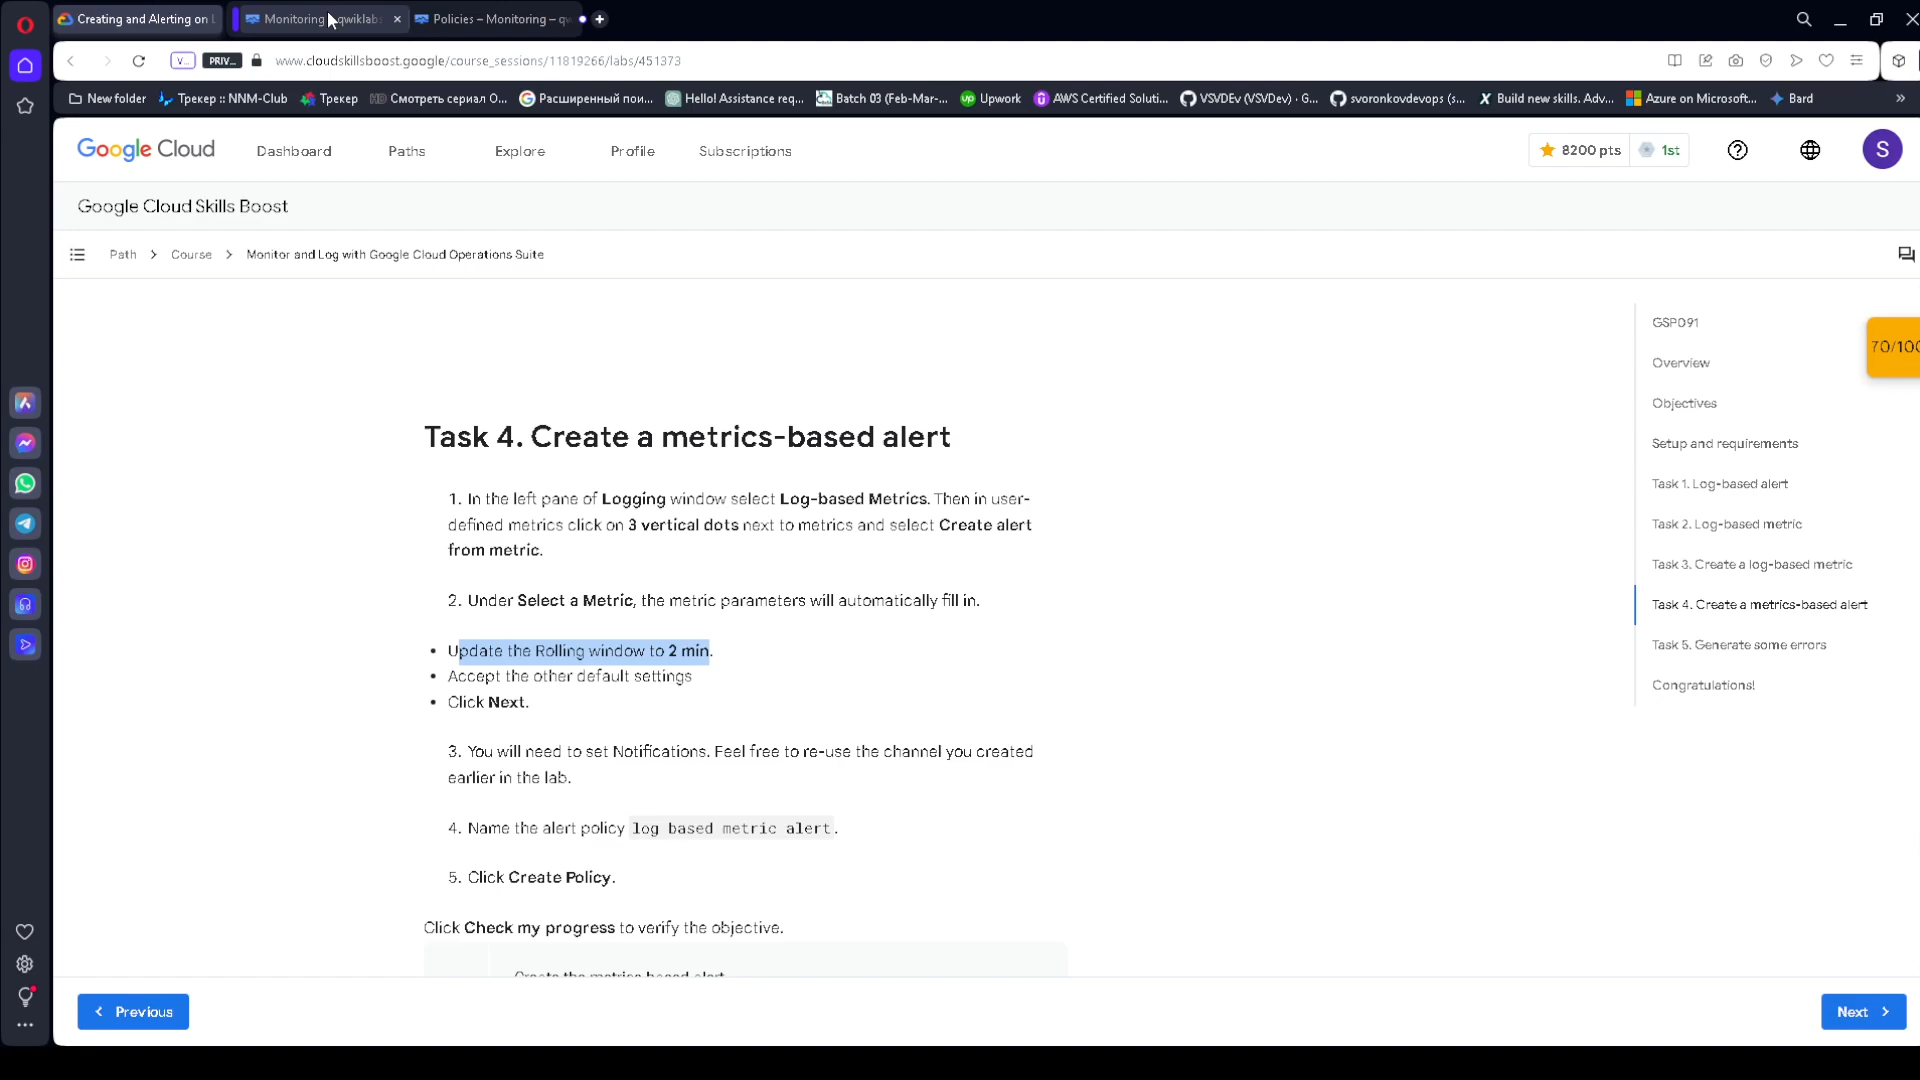 Creating and Alerting on L
Monitoring
qwiklabs
Policies – Monitoring – qw
V...
PRIV...
www.cloudskillsboost.google/course_sessions/11819266/labs/451373
New folder
Трекер :: NNM-Club
Трекер
Смотреть сериал О...
Расширенный пои...
Hello! Assistance req...
Batch 03 (Feb-Mar-...
Upwork
AWS Certified Soluti...
VSVDEv (VSVDev) · G...
svoronkovdevops (s...
Build new skills. Adv...
Azure on Microsoft...
Bard
»
Google Cloud
Dashboard
Paths
Explore
Profile
Subscriptions
8200 pts
1st
S
Google Cloud Skills Boost
Path
Course
Monitor and Log with Google Cloud Operations Suite
Task 4. Create a metrics-based alert
1. In the left pane of Logging window select Log-based Metrics. Then in user-
defined metrics click on 3 vertical dots next to metrics and select Create alert
from metric.
2. Under Select a Metric, the metric parameters will automatically fill in.
• Update the Rolling window to 2 min.
• Accept the other default settings
• Click Next.
3. You will need to set Notifications. Feel free to re-use the channel you created
earlier in the lab.
4. Name the alert policy log based metric alert.
5. Click Create Policy.
Click Check my progress to verify the objective.
Create the metrics based alert
GSP091
Overview
Objectives
Setup and requirements
Task 1. Log-based alert
Task 2. Log-based metric
Task 3. Create a log-based metric
Task 4. Create a metrics-based alert
Task 5. Generate some errors
Congratulations!
70/100
Previous
Next